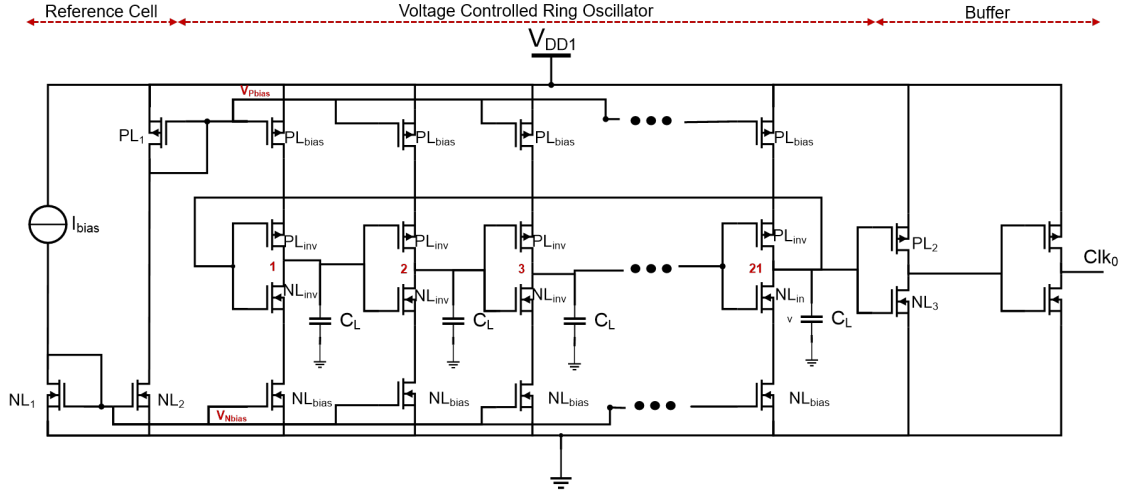 Reference Cell Voltage Controlled Ring Oscillator Buffer
VDD1
VPbias
PL1 PLbias PLbias PLbias PLbias
Ibias
PLinv PLinv PLinv PLinv PL2
1 2 3 21 Clk0
NLinv NLinv NLinv NLin NL3
v
CL CL CL CL
NL1 NL2 NLbias NLbias NLbias NLbias
VNbias